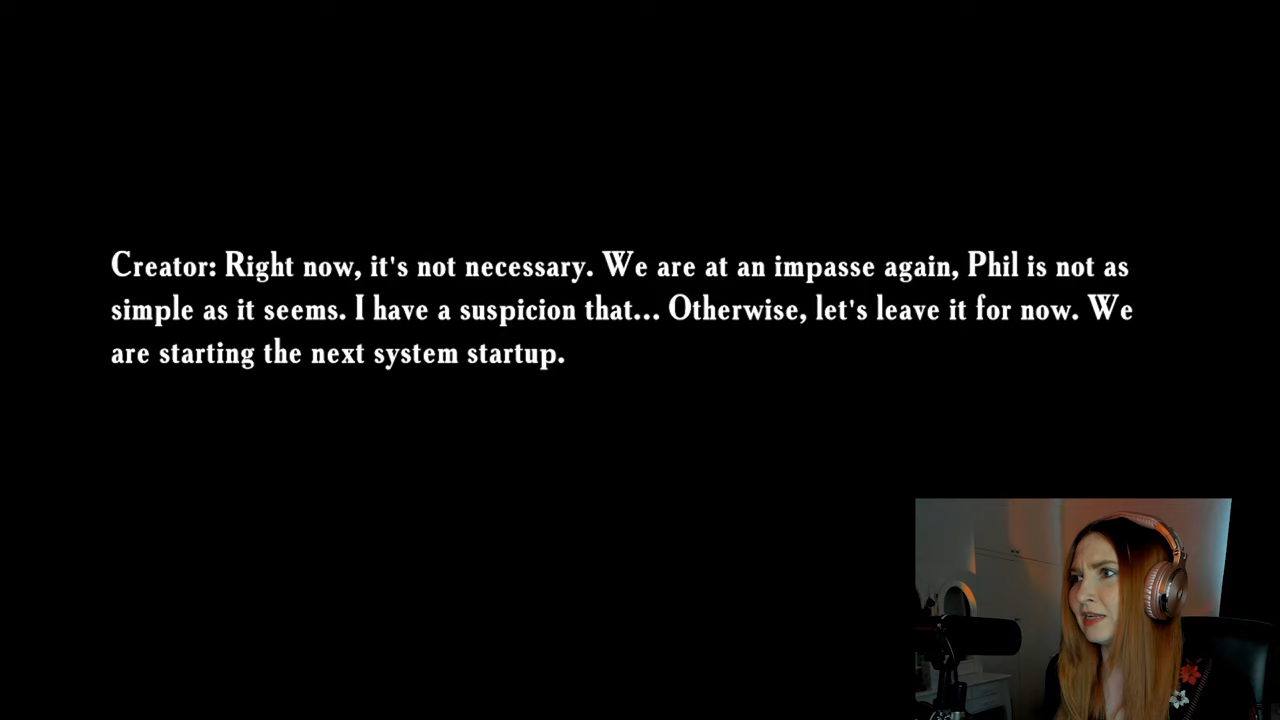 Creator: Right now, it's not necessary. We are at an impasse again, Phil is not as
simple as it seems. I have a suspicion that... Otherwise, let's leave it for now. We
are starting the next system startup.